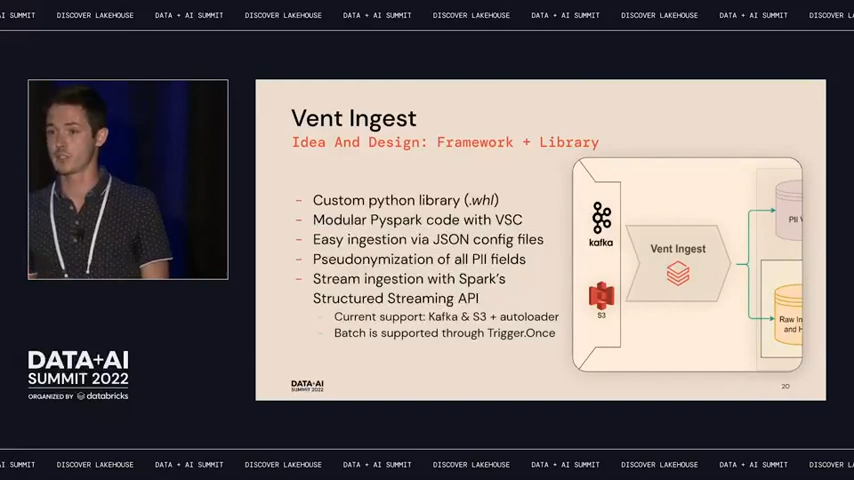 AI SUMMIT DISCOVER LAKEHOUSE DATA + AI SUMMIT DISCOVER LAKEHOUSE DATA + AI SUMMIT DISCOVER LAKEHOUSE DATA + AI SUMMIT DISCOVER LAKEHOUSE DATA + AI SUMMIT DISCOVER
Vent Ingest
Idea And Design: Framework + Library
- Custom python library (.whl)
- Modular Pyspark code with VSC
- Easy ingestion via JSON config files
- Pseudonymization of all PII fields
- Stream ingestion with Spark's
Structured Streaming API
- Current support: Kafka & S3 + autoloader
- Batch is supported through Trigger.Once
kafka
S3
Vent Ingest
PII
Raw
and
DATA+AI
SUMMIT 2022
20
DATA+AI
SUMMIT 2022
ORGANIZED BY databricks
AI SUMMIT DISCOVER LAKEHOUSE DATA + AI SUMMIT DISCOVER LAKEHOUSE DATA + AI SUMMIT DISCOVER LAKEHOUSE DATA + AI SUMMIT DISCOVER LAKEHOUSE DATA + AI SUMMIT DISCOVER